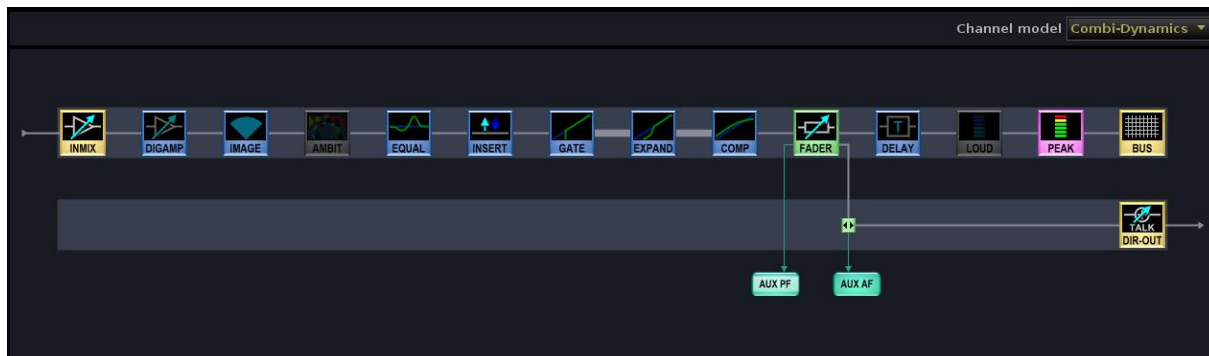 Channel model Combi-Dynamics
INMIX DIGAMP IMAGE AMBIT EQUAL INSERT GATE EXPAND COMP FADER T DELAY LOUD PEAK BUS
TALK
DIR-OUT
AUX PF AUX AF